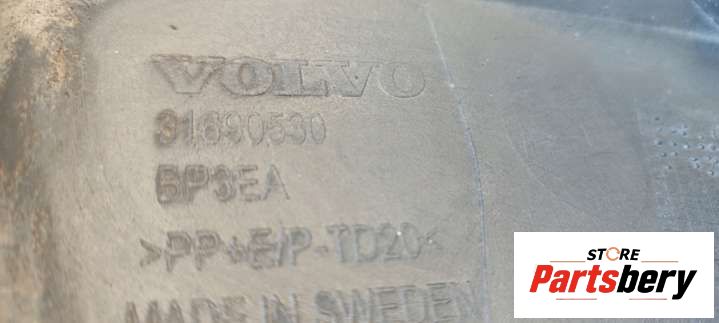 VOLVO
31690530
BP3EA
>PP+E/P-TD20<
MADE IN SWEDEN
STORE
Partsbery